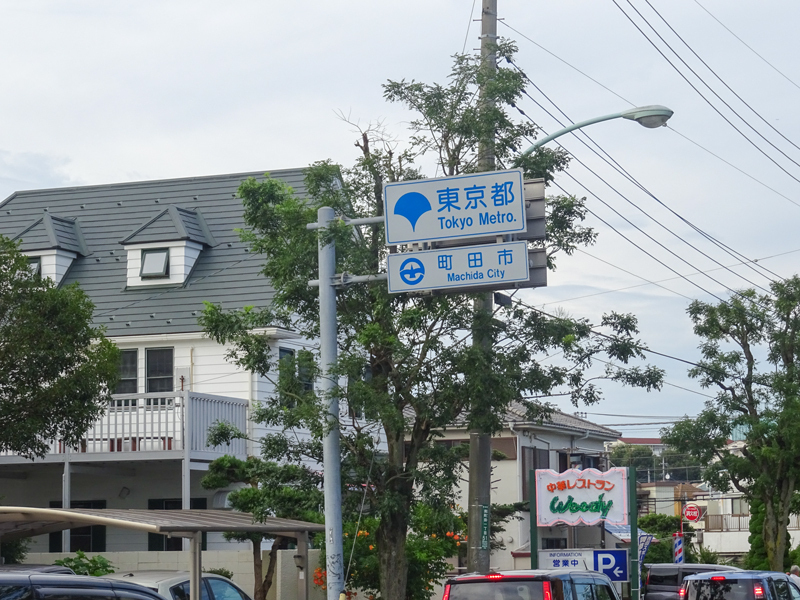 東京都
Tokyo Metro.
町田市
Machida City
中華レストラン
Woody
INFORMATION
営業中
P